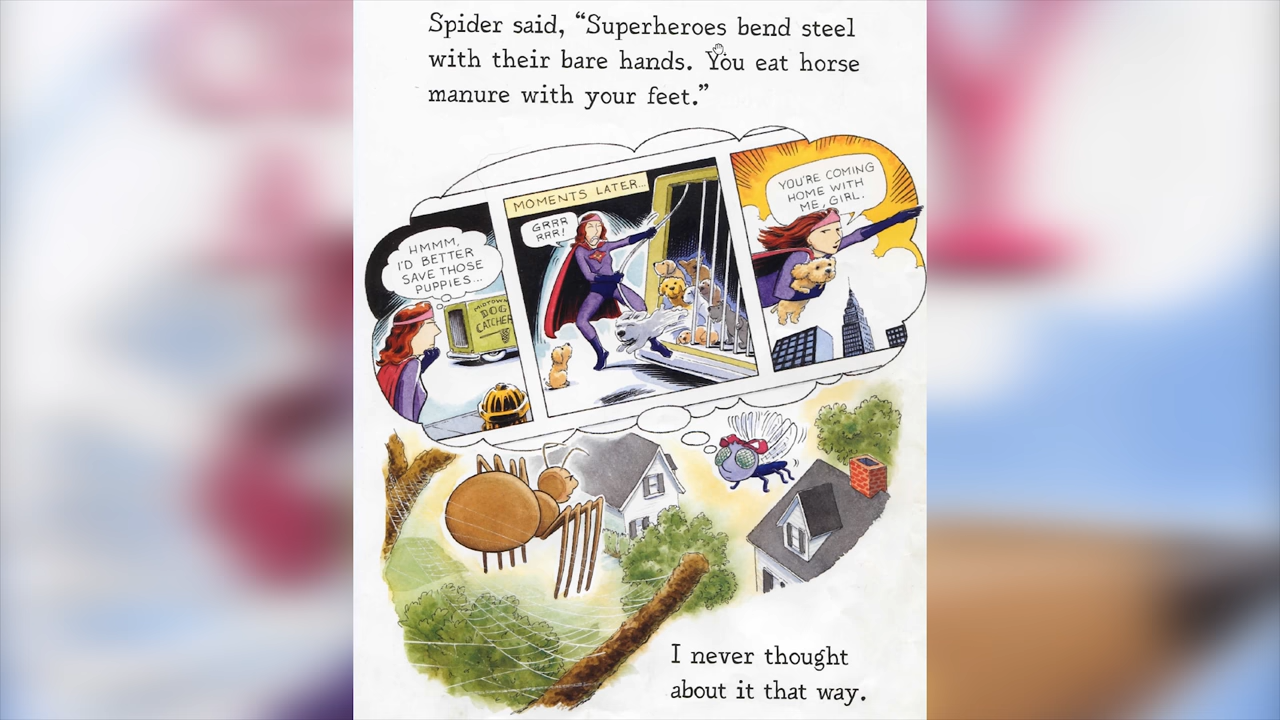 Spider said, “Superheroes bend steel
with their bare hands. You eat horse
manure with your feet.”
HMMM,
I'D BETTER
SAVE THOSE
PUPPIES...
MIDTOWN
DOG
CATCHER
MOMENTS LATER...
GRRR
RRR!
YOU'RE COMING
HOME WITH
ME, GIRL.
I never thought
about it that way.